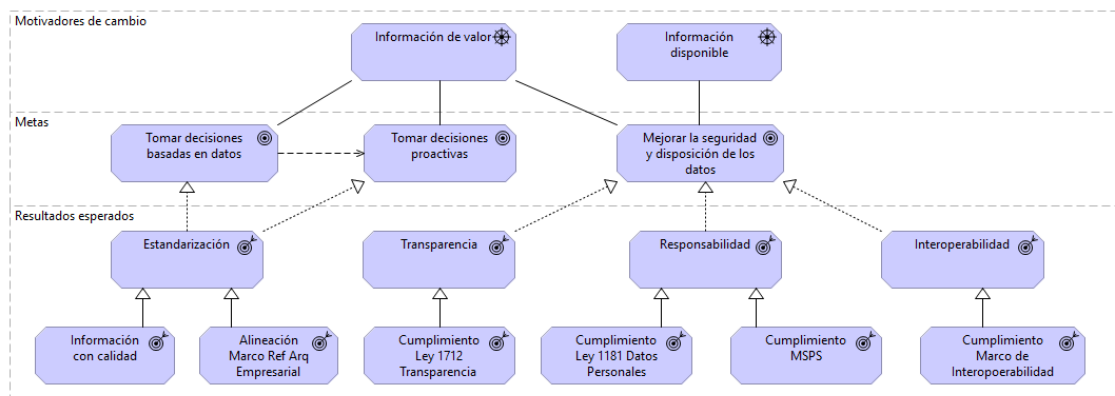 Motivadores de cambio
Información de valor
Información
disponible
Metas
Tomar decisiones
basadas en datos
Tomar decisiones
proactivas
Mejorar la seguridad
y disposición de los
datos
Resultados esperados
Estandarización
Transparencia
Responsabilidad
Interoperabilidad
Información
con calidad
Alineación
Marco Ref Arq
Empresarial
Cumplimiento
Ley 1712
Transparencia
Cumplimiento
Ley 1181 Datos
Personales
Cumplimiento
MSPS
Cumplimiento
Marco de
Interopoerabilidad